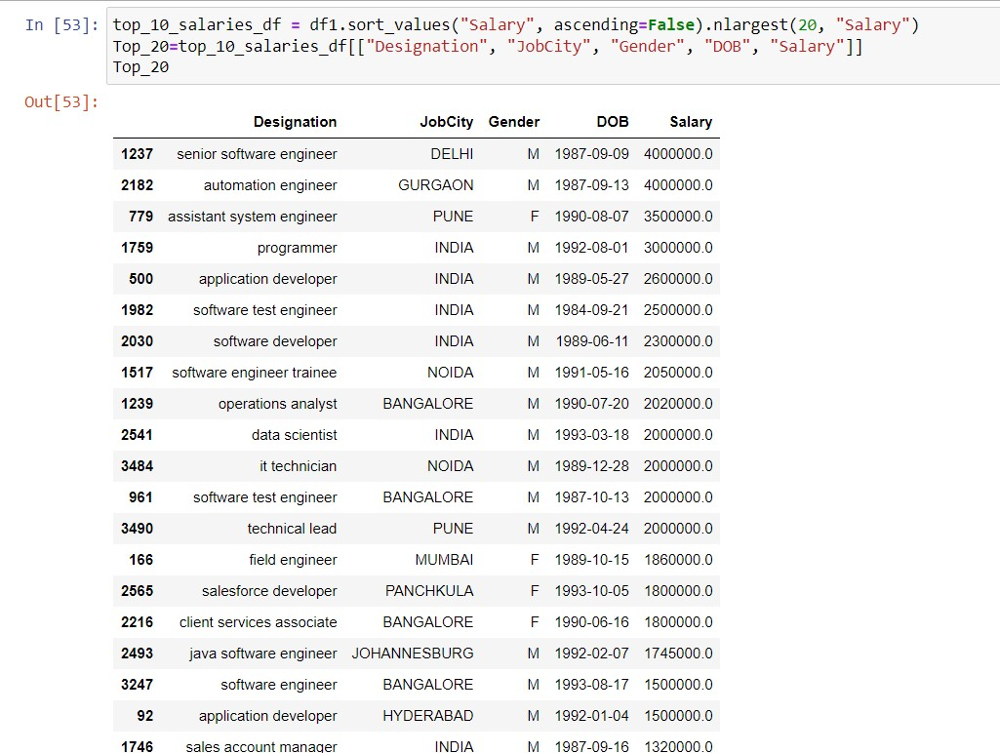 In [53]: top_10_salaries_df = df1.sort_values("Salary", ascending=False).nlargest(20, "Salary")
Top_20=top_10_salaries_df[["Designation", "JobCity", "Gender", "DOB", "Salary"]]
Top_20
Out[53]:
Designation JobCity Gender DOB Salary
1237 senior software engineer DELHI M 1987-09-09 4000000.0
2182 automation engineer GURGAON M 1987-09-13 4000000.0
779 assistant system engineer PUNE F 1990-08-07 3500000.0
1759 programmer INDIA M 1992-08-01 3000000.0
500 application developer INDIA M 1989-05-27 2600000.0
1982 software test engineer INDIA M 1984-09-21 2500000.0
2030 software developer INDIA M 1989-06-11 2300000.0
1517 software engineer trainee NOIDA M 1991-05-16 2050000.0
1239 operations analyst BANGALORE M 1990-07-20 2020000.0
2541 data scientist INDIA M 1993-03-18 2000000.0
3484 it technician NOIDA M 1989-12-28 2000000.0
961 software test engineer BANGALORE M 1987-10-13 2000000.0
3490 technical lead PUNE M 1992-04-24 2000000.0
166 field engineer MUMBAI F 1989-10-15 1860000.0
2565 salesforce developer PANCHKULA F 1993-10-05 1800000.0
2216 client services associate BANGALORE F 1990-06-16 1800000.0
2493 java software engineer JOHANNESBURG M 1992-02-07 1745000.0
3247 software engineer BANGALORE M 1993-08-17 1500000.0
92 application developer HYDERABAD M 1992-01-04 1500000.0
1746 sales account manager INDIA M 1987-09-16 1320000.0